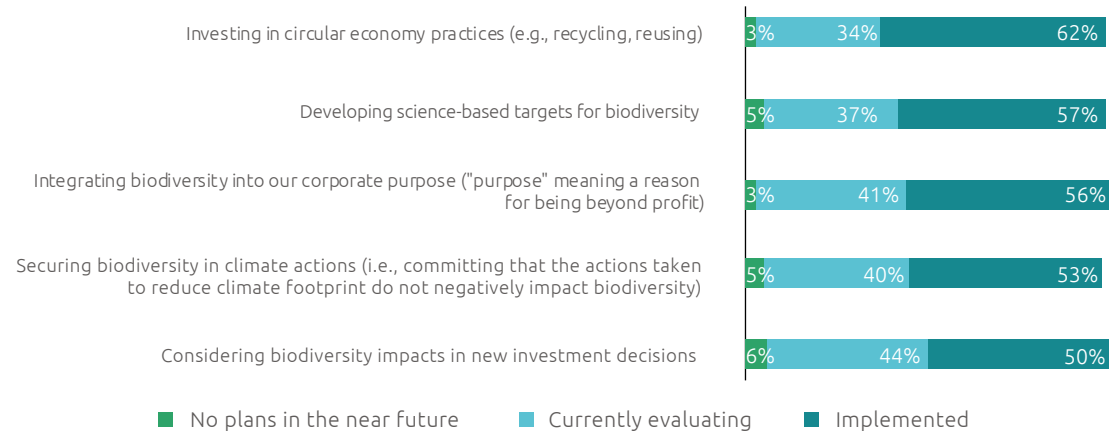 Investing in circular economy practices (e.g., recycling, reusing)
3% 34% 62%
Developing science-based targets for biodiversity
5% 37% 57%
Integrating biodiversity into our corporate purpose ("purpose" meaning a reason
for being beyond profit)
3% 41% 56%
Securing biodiversity in climate actions (i.e., committing that the actions taken
to reduce climate footprint do not negatively impact biodiversity)
5% 40% 53%
Considering biodiversity impacts in new investment decisions
6% 44% 50%
No plans in the near future Currently evaluating Implemented